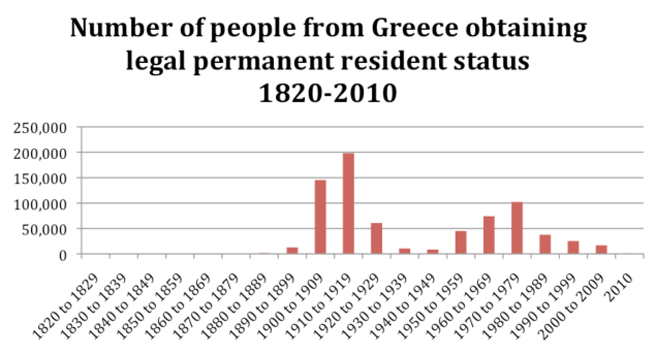 Number of people from Greece obtaining
legal permanent resident status
1820-2010
250,000
200,000
150,000
100,000
50,000
0
1820 to 1829
1830 to 1839
1840 to 1849
1850 to 1859
1860 to 1869
1870 to 1879
1880 to 1889
1890 to 1899
1900 to 1909
1910 to 1919
1920 to 1929
1930 to 1939
1940 to 1949
1950 to 1959
1960 to 1969
1970 to 1979
1980 to 1989
1990 to 1999
2000 to 2009
2010